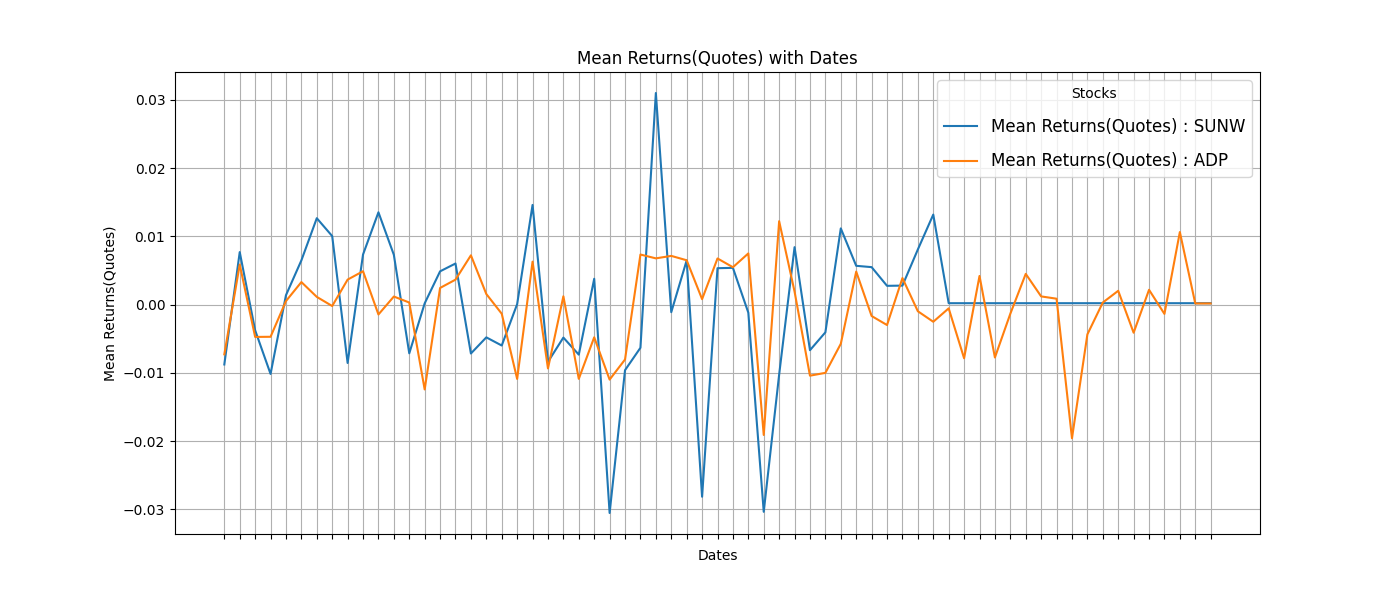 Mean Returns(Quotes) with Dates
Stocks
Mean Returns(Quotes) : SUNW
Mean Returns(Quotes) : ADP
Mean Returns(Quotes)
0.03
0.02
0.01
0.00
−0.01
−0.02
−0.03
Dates